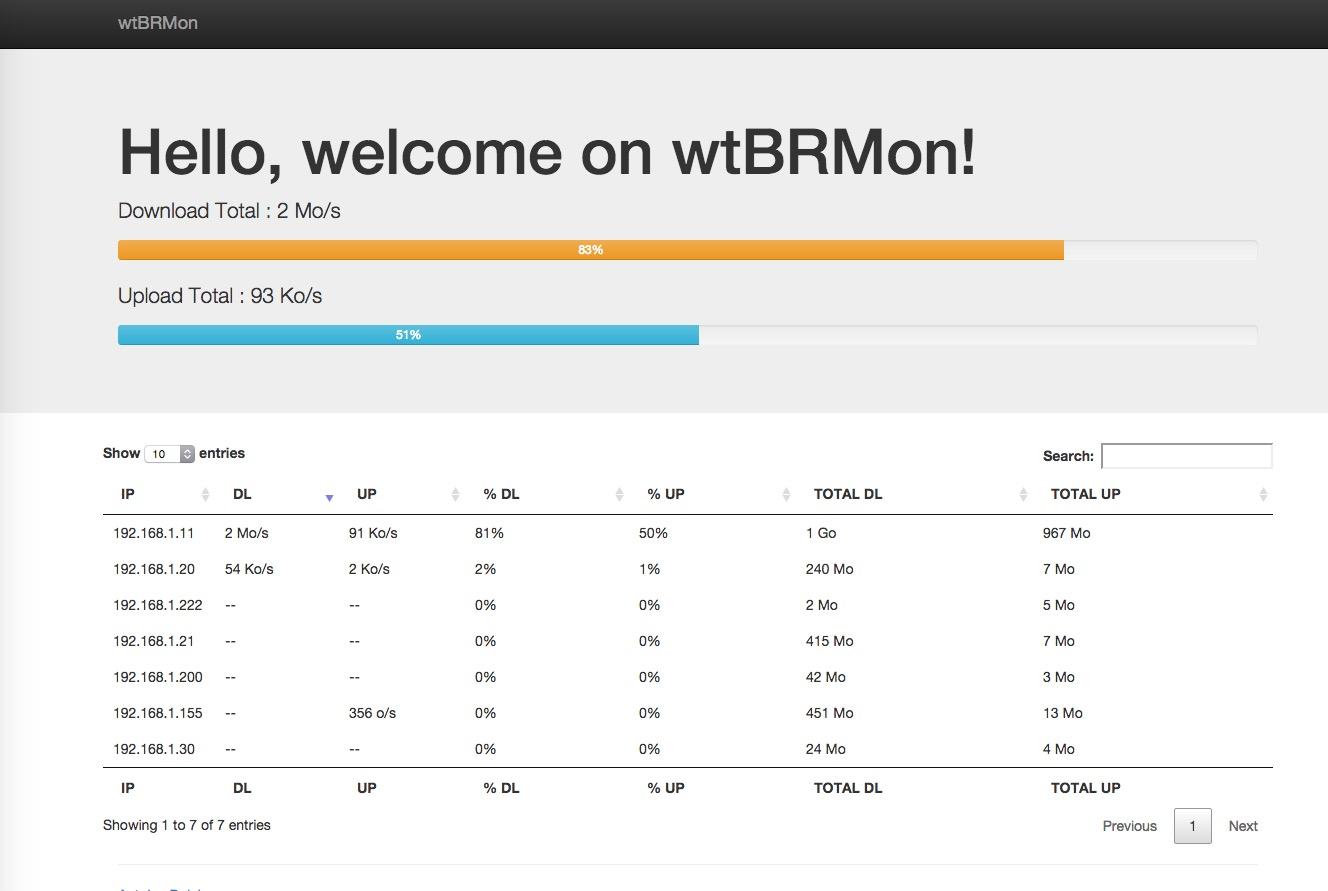 wtBRMon
Hello, welcome on wtBRMon!
Download Total : 2 Mo/s
83%
Upload Total : 93 Ko/s
51%
Show 10 entries Search:
IP DL UP % DL % UP TOTAL DL TOTAL UP
192.168.1.11 2 Mo/s 91 Ko/s 81% 50% 1 Go 967 Mo
192.168.1.20 54 Ko/s 2 Ko/s 2% 1% 240 Mo 7 Mo
192.168.1.222 -- -- 0% 0% 2 Mo 5 Mo
192.168.1.21 -- -- 0% 0% 415 Mo 7 Mo
192.168.1.200 -- -- 0% 0% 42 Mo 3 Mo
192.168.1.155 -- 356 o/s 0% 0% 451 Mo 13 Mo
192.168.1.30 -- -- 0% 0% 24 Mo 4 Mo
IP DL UP % DL % UP TOTAL DL TOTAL UP
Showing 1 to 7 of 7 entries Previous 1 Next